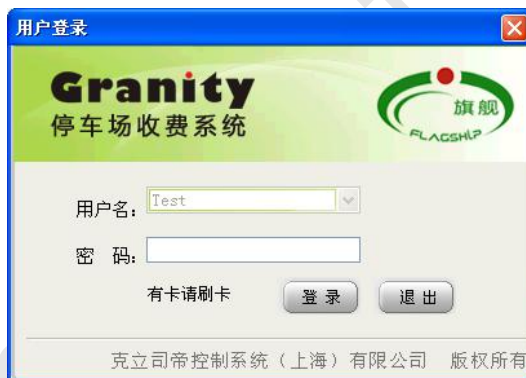 用户登录
Granity
停车场收费系统
旗舰
FLAGSHIP
用户名：
Test
密 码：
有卡请刷卡
登 录
退 出
克立司帝控制系统（上海）有限公司 版权所有